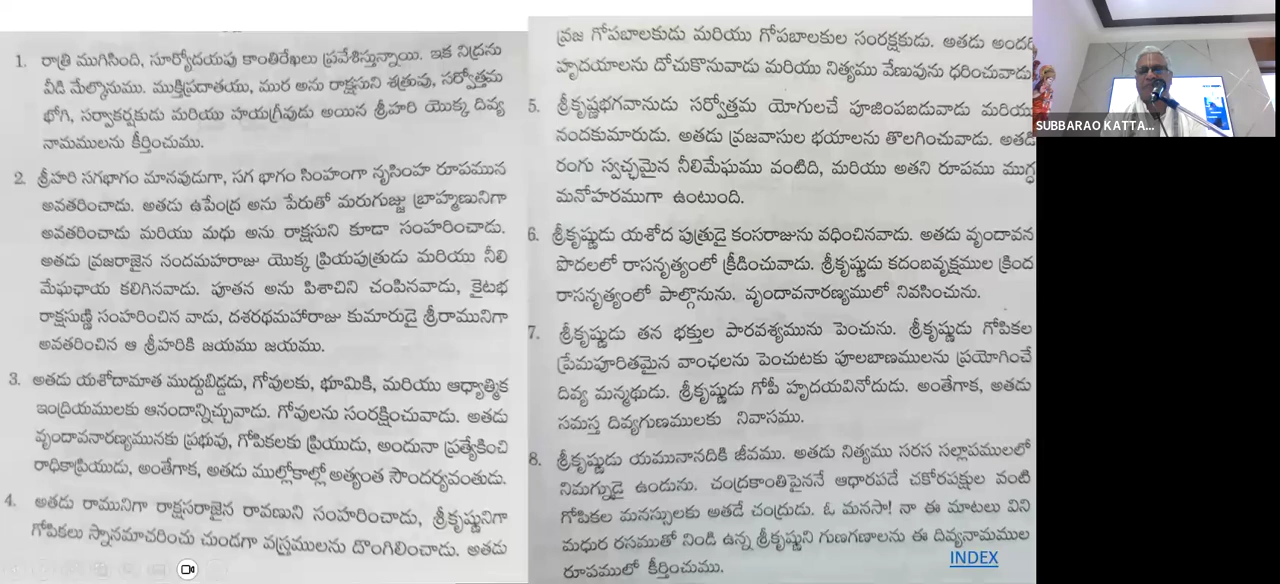 1. రాత్రి ముగిసింది, సూర్యోదయపు కాంతిరేఖలు ప్రవేశిస్తున్నాయి. ఇక నిద్రను
వీడి మేల్కొనుము. ముక్తిప్రదాతయు, ముర అను రాక్షసుని శత్రువు, సర్వోత్తమ
భోగి, సర్వాకర్షకుడు మరియు హయగ్రీవుడు అయిన శ్రీహరి యొక్క దివ్య
నామములను కీర్తించుము.
2. శ్రీహరి సగభాగం మానవుడుగా, సగ భాగం సింహంగా నృసింహ రూపమున
అవతరించాడు. అతడు ఉపేంద్ర అను పేరుతో మరుగుజ్జు బ్రాహ్మణునిగా
అవతరించాడు మరియు మధు అను రాక్షసుని కూడా సంహరించాడు.
అతడు వ్రజరాజైన నందమహరాజు యొక్క ప్రియపుత్రుడు మరియు నీలి
మేఘఛాయ కలిగినవాడు. పూతన అను పిశాచిని చంపినవాడు, కైటభ
రాక్షసుణ్ణి సంహరించిన వాడు, దశరథమహారాజు కుమారుడై శ్రీరామునిగా
అవతరించిన ఆ శ్రీహరికి జయము జయము.
3. అతడు యశోదామాత ముద్దుబిడ్డడు, గోవులకు, భూమికి, మరియు ఆధ్యాత్మిక
ఇంద్రియములకు ఆనందాన్నిచ్చువాడు. గోవులను సంరక్షించువాడు. అతడు
వృందావనారణ్యమునకు ప్రభువు, గోపికలకు ప్రియుడు, అందునా ప్రత్యేకించి
రాధికాప్రియుడు, అంతేగాక, అతడు ముల్లోకాల్లో అత్యంత సౌందర్యవంతుడు.
4. అతడు రామునిగా రాక్షసరాజైన రావణుని సంహరించాడు, శ్రీకృష్ణునిగా
గోపికలు స్నానమాచరించు చుండగా వస్త్రములను దొంగిలించాడు. అతడు
వ్రజ గోపబాలకుడు మరియు గోపబాలకుల సంరక్షకుడు. అతడు అందరి
హృదయాలను దోచుకొనువాడు మరియు నిత్యము వేణువును ధరించువాడు
5. శ్రీకృష్ణభగవానుడు సర్వోత్తమ యోగులచే పూజింపబడువాడు మరియు
నందకుమారుడు. అతడు వ్రజవాసుల భయాలను తొలగించువాడు. అతడి
రంగు స్వచ్ఛమైన నీలిమేఘము వంటిది, మరియు అతని రూపము ముగ్ధ
మనోహరముగా ఉంటుంది.
6. శ్రీకృష్ణుడు యశోద పుత్రుడై కంసరాజును వధించినవాడు. అతడు వృందావన
పొదలలో రాసనృత్యంలో క్రీడించువాడు. శ్రీకృష్ణుడు కదంబవృక్షముల క్రింద
రాసనృత్యంలో పాల్గొనును. వృందావనారణ్యములో నివసించును.
7. శ్రీకృష్ణుడు తన భక్తుల పారవశ్యమును పెంచును. శ్రీకృష్ణుడు గోపికల
ప్రేమపూరితమైన వాంఛలను పెంచుటకు పూలబాణములను ప్రయోగించే
దివ్య మన్మథుడు. శ్రీకృష్ణుడు గోపీ హృదయవినోదుడు. అంతేగాక, అతడు
సమస్త దివ్యగుణములకు నివాసము.
8. శ్రీకృష్ణుడు యమునానదికి జీవము. అతడు నిత్యము సరస సల్లాపములలో
నిమగ్నుడై ఉండును. చంద్రకాంతిపైననే ఆధారపడే చకోరపక్షుల వంటి
గోపికల మనస్సులకు అతడే చంద్రుడు. ఓ మనసా! నా ఈ మాటలు విని
మధుర రసముతో నిండి ఉన్న శ్రీకృష్ణుని గుణగణాలను ఈ దివ్యనామముల
రూపములో కీర్తించుము.
INDEX
SUBBARAO KATTA...